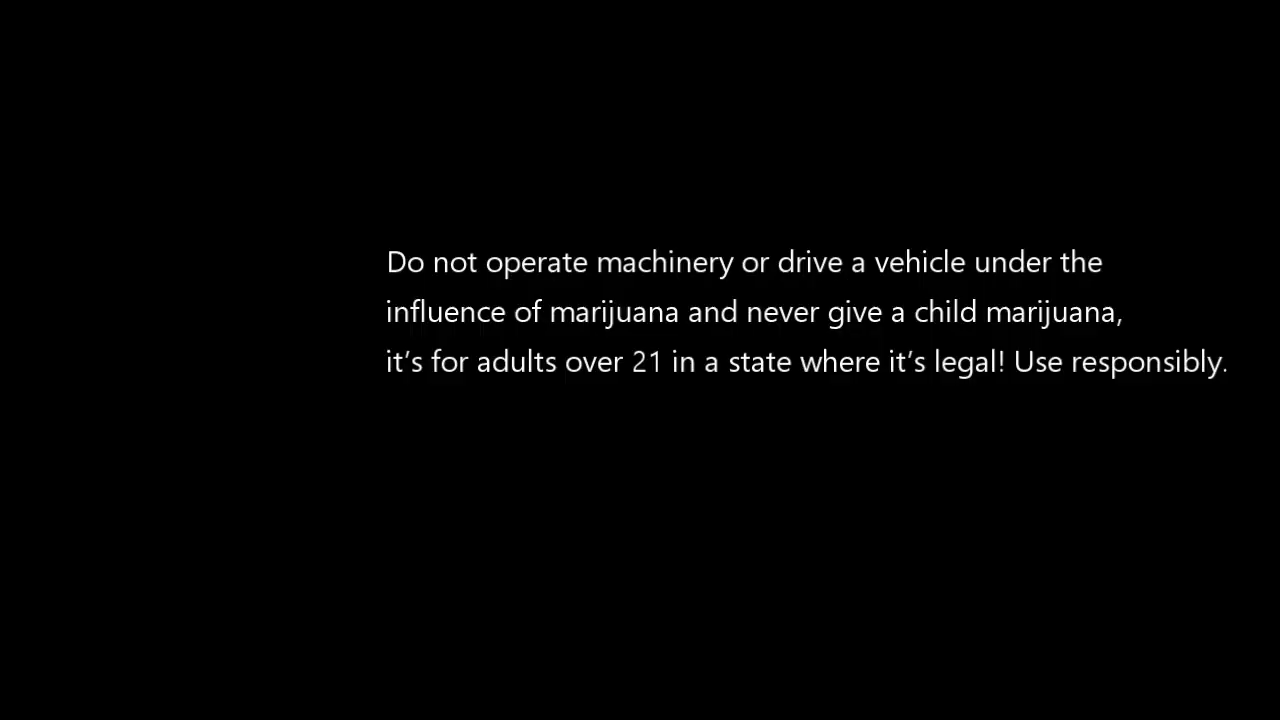 Do not operate machinery or drive a vehicle under the
influence of marijuana and never give a child marijuana,
it’s for adults over 21 in a state where it’s legal! Use responsibly.